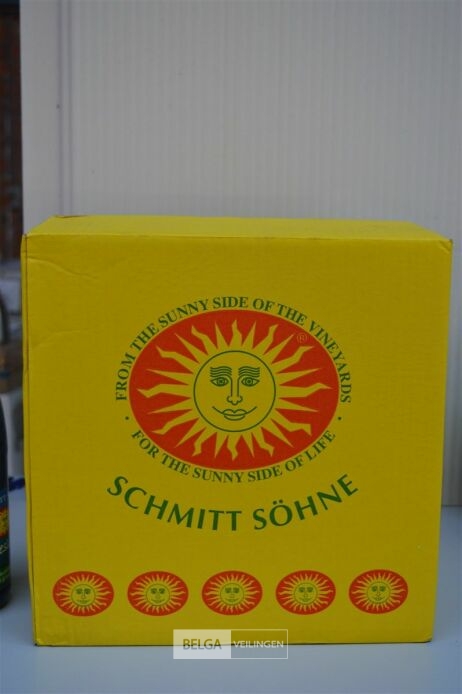 FROM THE SUNNY SIDE OF THE VINEYARDS
®
· FOR THE SUNNY SIDE OF LIFE ·
SCHMITT SÖHNE
BELGA VEILINGEN